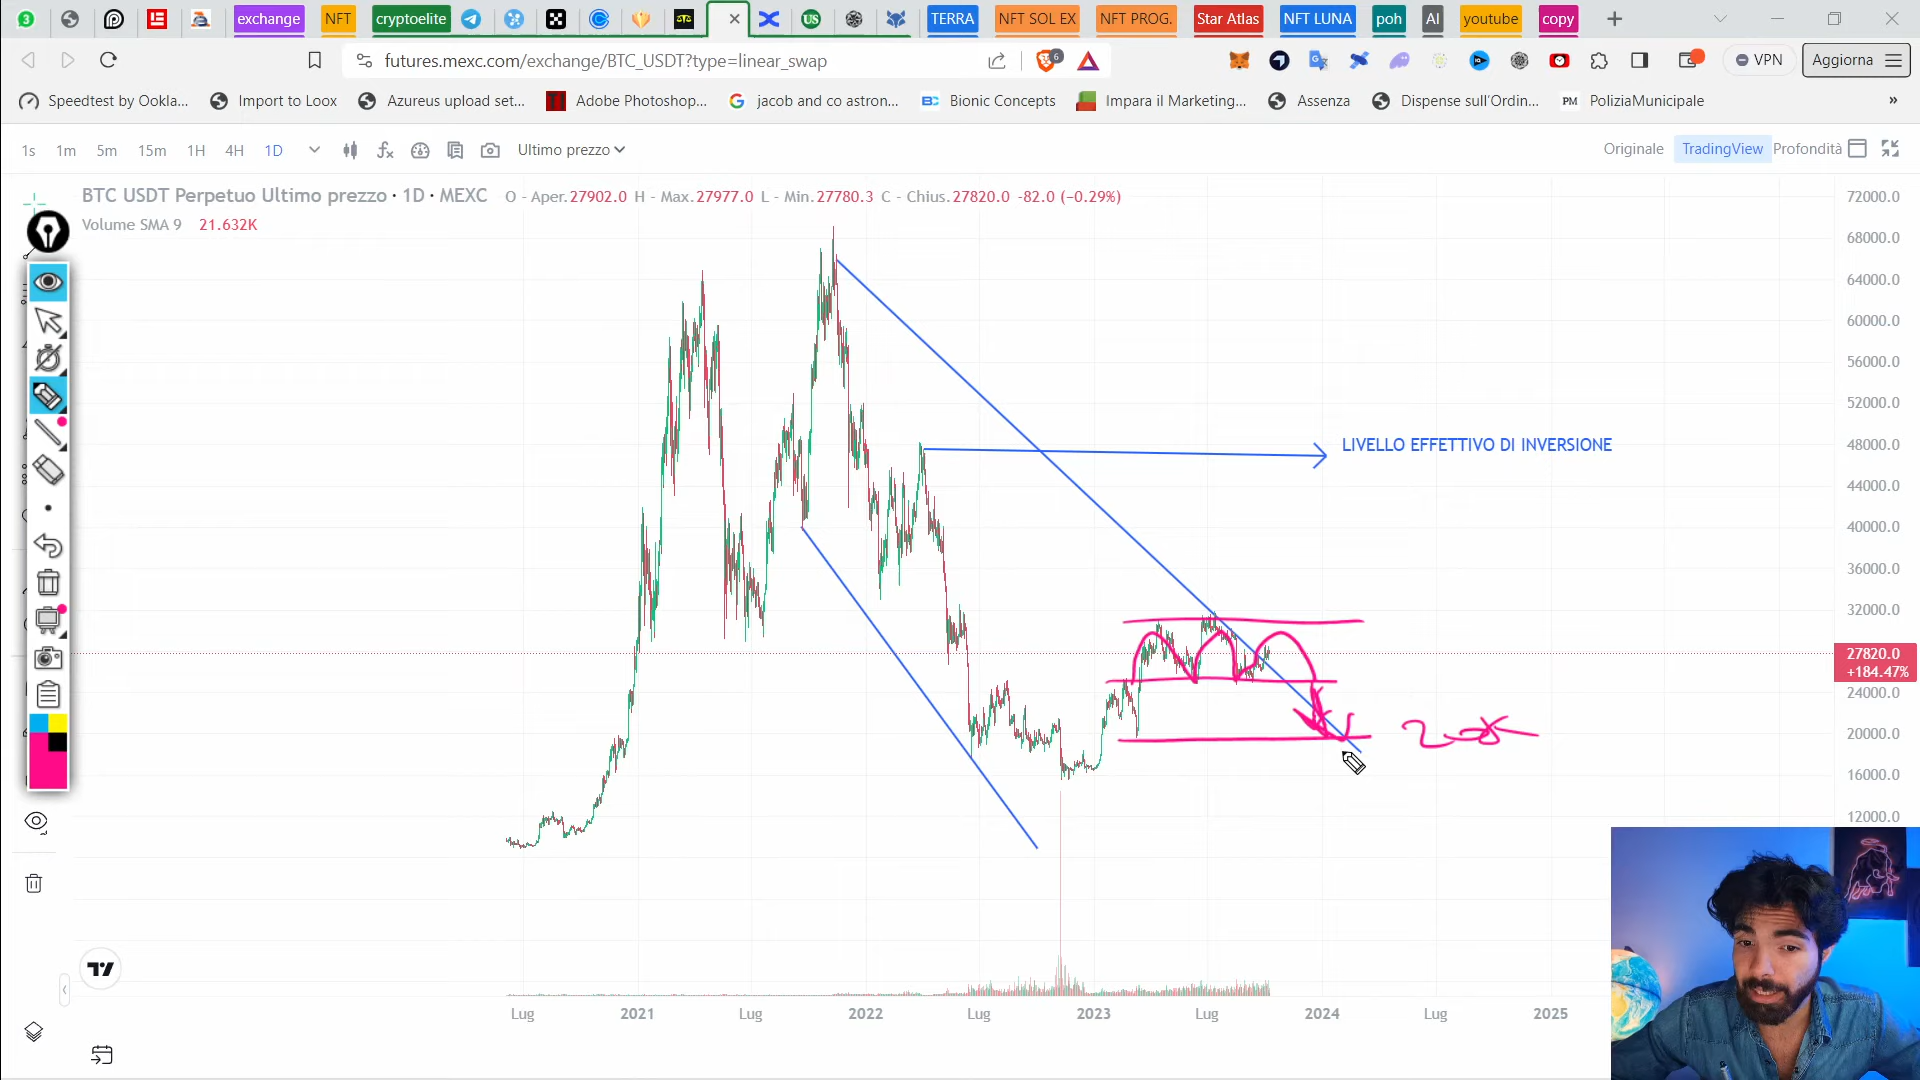 3
exchange NFT cryptoelite US TERRA NFT SOL EX NFT PROG. Star Atlas NFT LUNA poh AI youtube copy
futures.mexc.com/exchange/BTC_USDT?type=linear_swap 6 VPN Aggiorna
Speedtest by Ookla... Import to Loox Azureus upload set... Adobe Photoshop... jacob and co astron... Bionic Concepts Impara il Marketing... Assenza Dispense sull'Ordin... PM PoliziaMunicipale »
1s 1m 5m 15m 1H 4H 1D Ultimo prezzo Originale TradingView Profondità
BTC USDT Perpetuo Ultimo prezzo · 1D · MEXC O - Aper.27902.0 H - Max.27977.0 L - Min.27780.3 C - Chius.27820.0 -82.0 (−0.29%)
Volume SMA 9 21.632K
72000.0
68000.0
64000.0
60000.0
56000.0
52000.0
48000.0
LIVELLO EFFETTIVO DI INVERSIONE
44000.0
40000.0
36000.0
32000.0
27820.0
+184.47%
24000.0
20000.0
16000.0
12000.0
Lug 2021 Lug 2022 Lug 2023 Lug 2024 Lug 2025